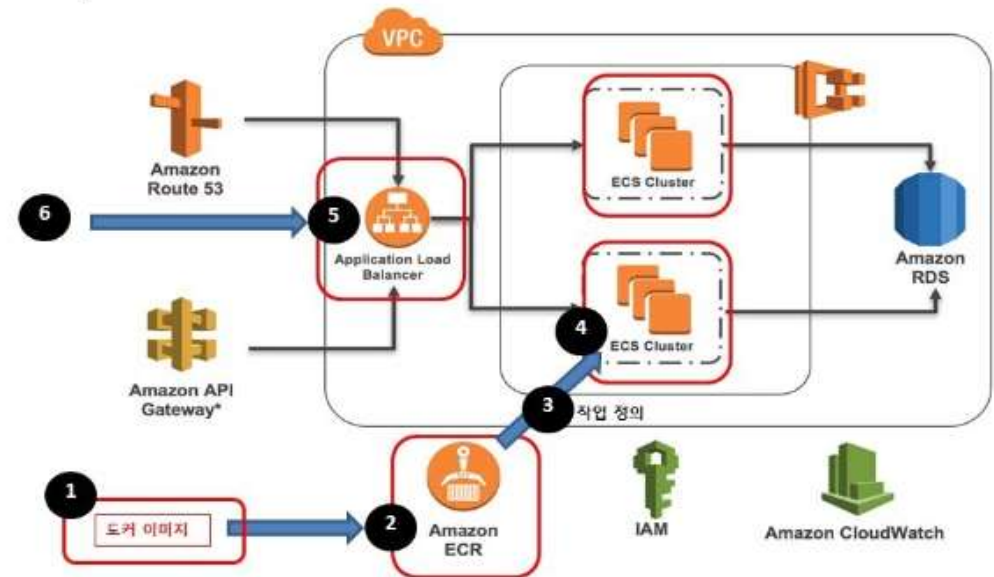 VPC
Amazon
Route 53
6
5
Application Load
Balancer
ECS Cluster
Amazon
RDS
4
ECS Cluster
Amazon API
Gateway*
3
작업 정의
1
도커 이미지
2
Amazon
ECR
IAM
Amazon CloudWatch